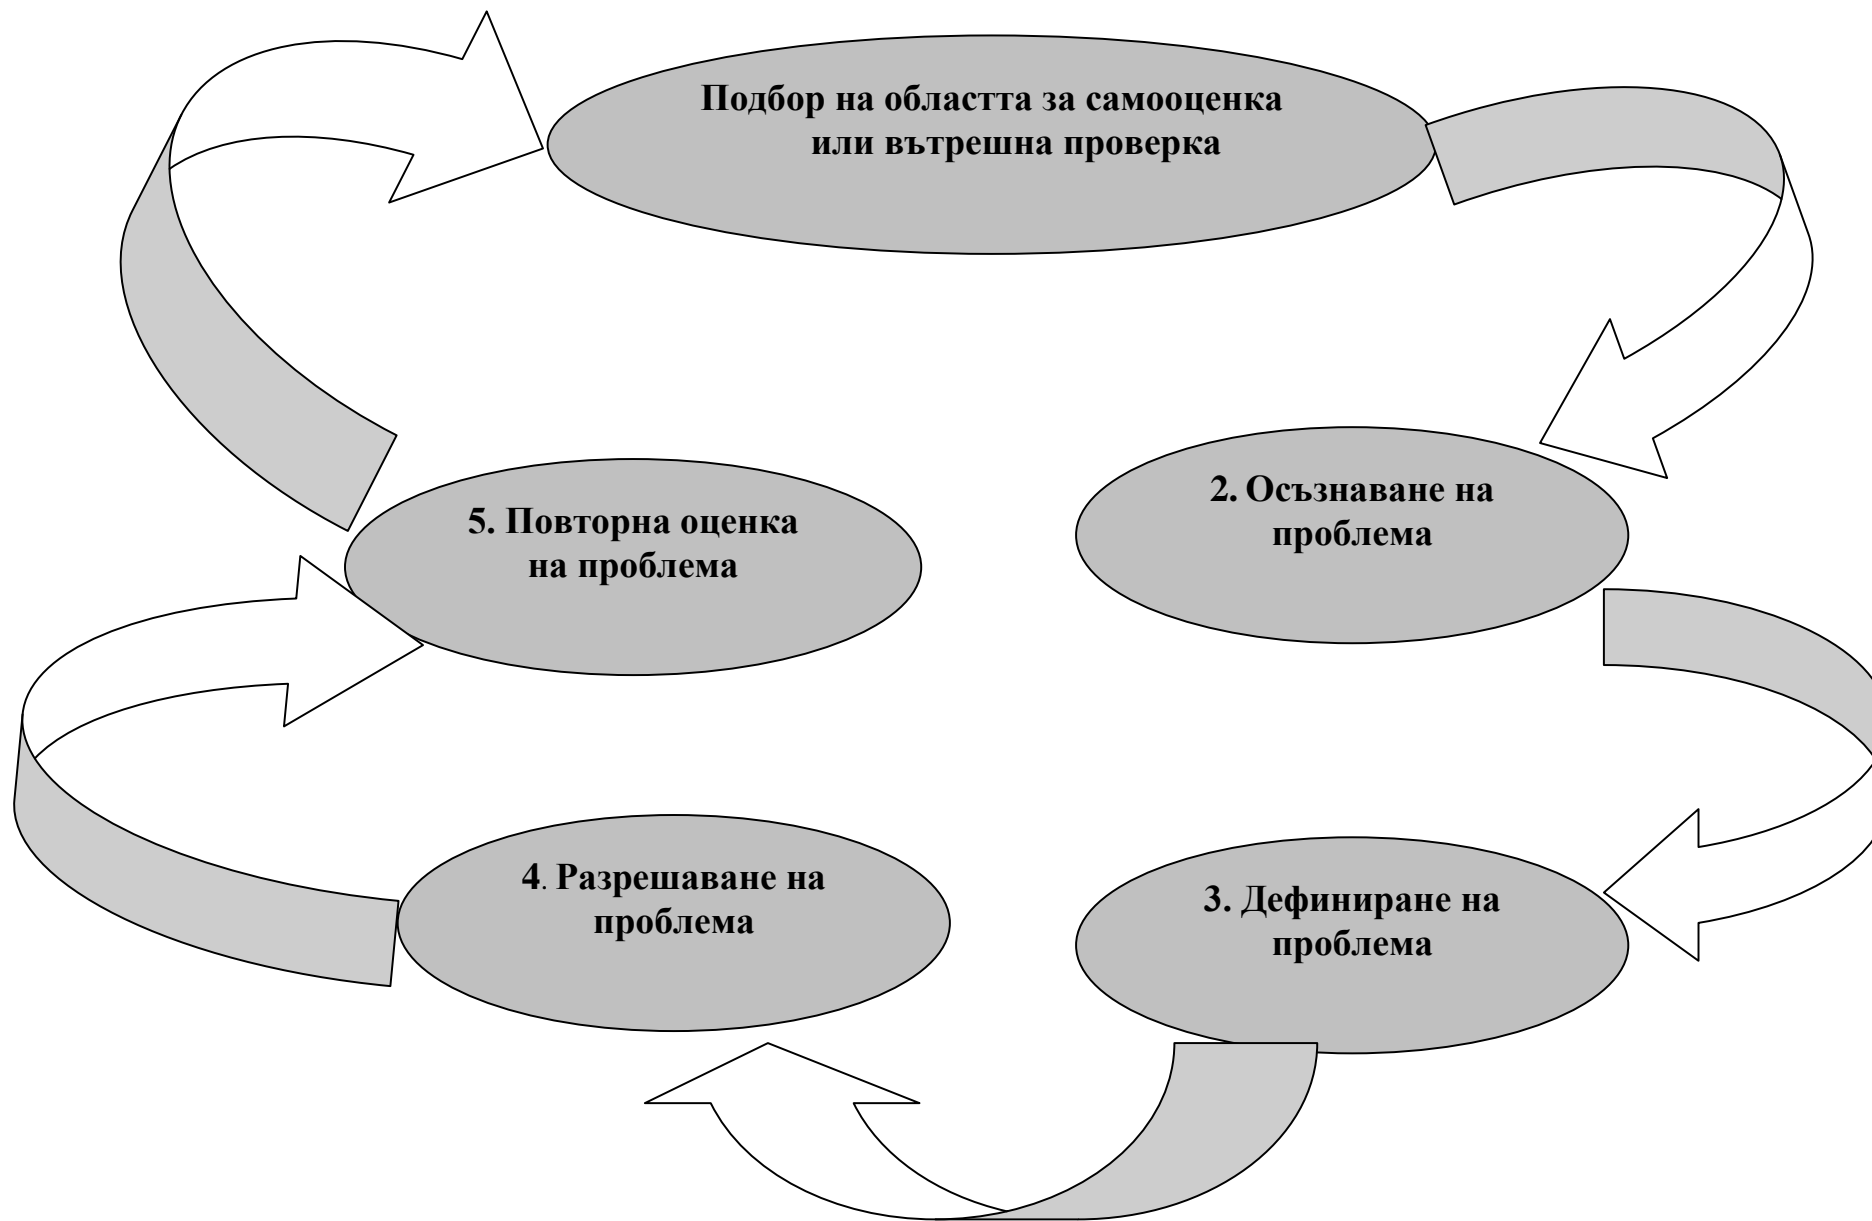 Подбор на областта за самооценка
или вътрешна проверка
2. Осъзнаване на
проблема
3. Дефиниране на
проблема
4. Разрешаване на
проблема
5. Повторна оценка
на проблема